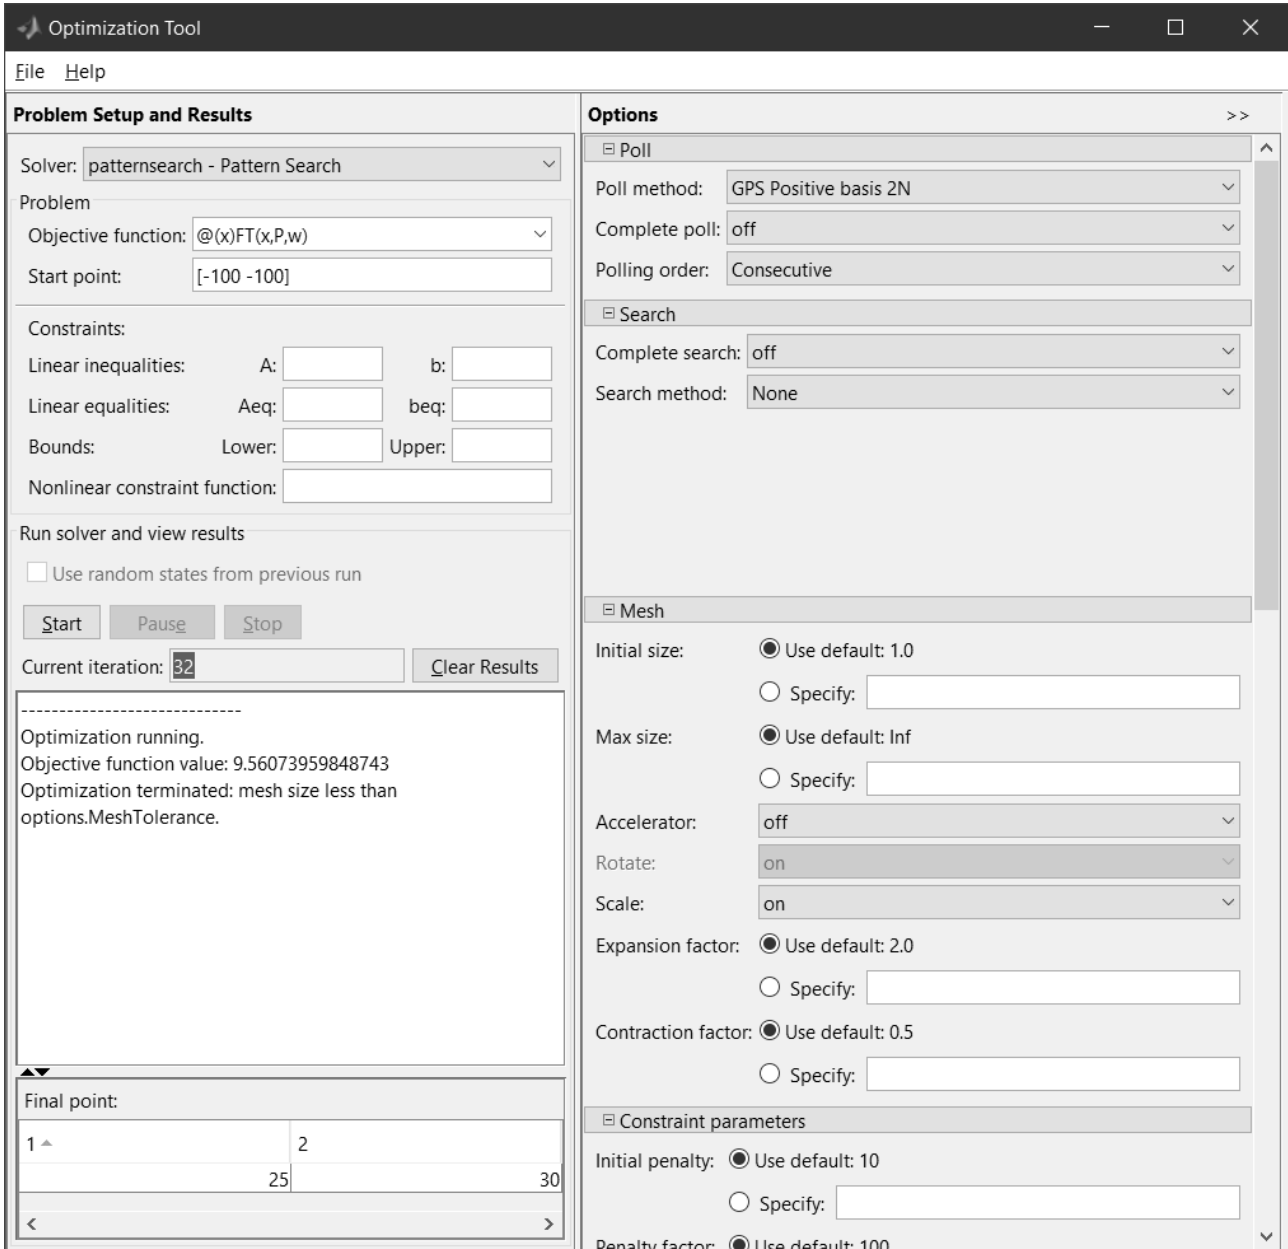 Optimization Tool
File Help
Problem Setup and Results
Solver: patternsearch - Pattern Search
Problem
Objective function: @(x)FT(x,P,w)
Start point: [-100 -100]
Constraints:
Linear inequalities: A: b:
Linear equalities: Aeq: beq:
Bounds: Lower: Upper:
Nonlinear constraint function:
Run solver and view results
Use random states from previous run
Start Pause Stop
Current iteration: 32 Clear Results
-----------------------------
Optimization running.
Objective function value: 9.56073959848743
Optimization terminated: mesh size less than
options.MeshTolerance.
Final point:
1 2
25 30
< >
Options >>
Poll
Poll method: GPS Positive basis 2N
Complete poll: off
Polling order: Consecutive
Search
Complete search: off
Search method: None
Mesh
Initial size: Use default: 1.0
Specify:
Max size: Use default: Inf
Specify:
Accelerator: off
Rotate: on
Scale: on
Expansion factor: Use default: 2.0
Specify:
Contraction factor: Use default: 0.5
Specify:
Constraint parameters
Initial penalty: Use default: 10
Specify:
Penalty factor: Use default: 100